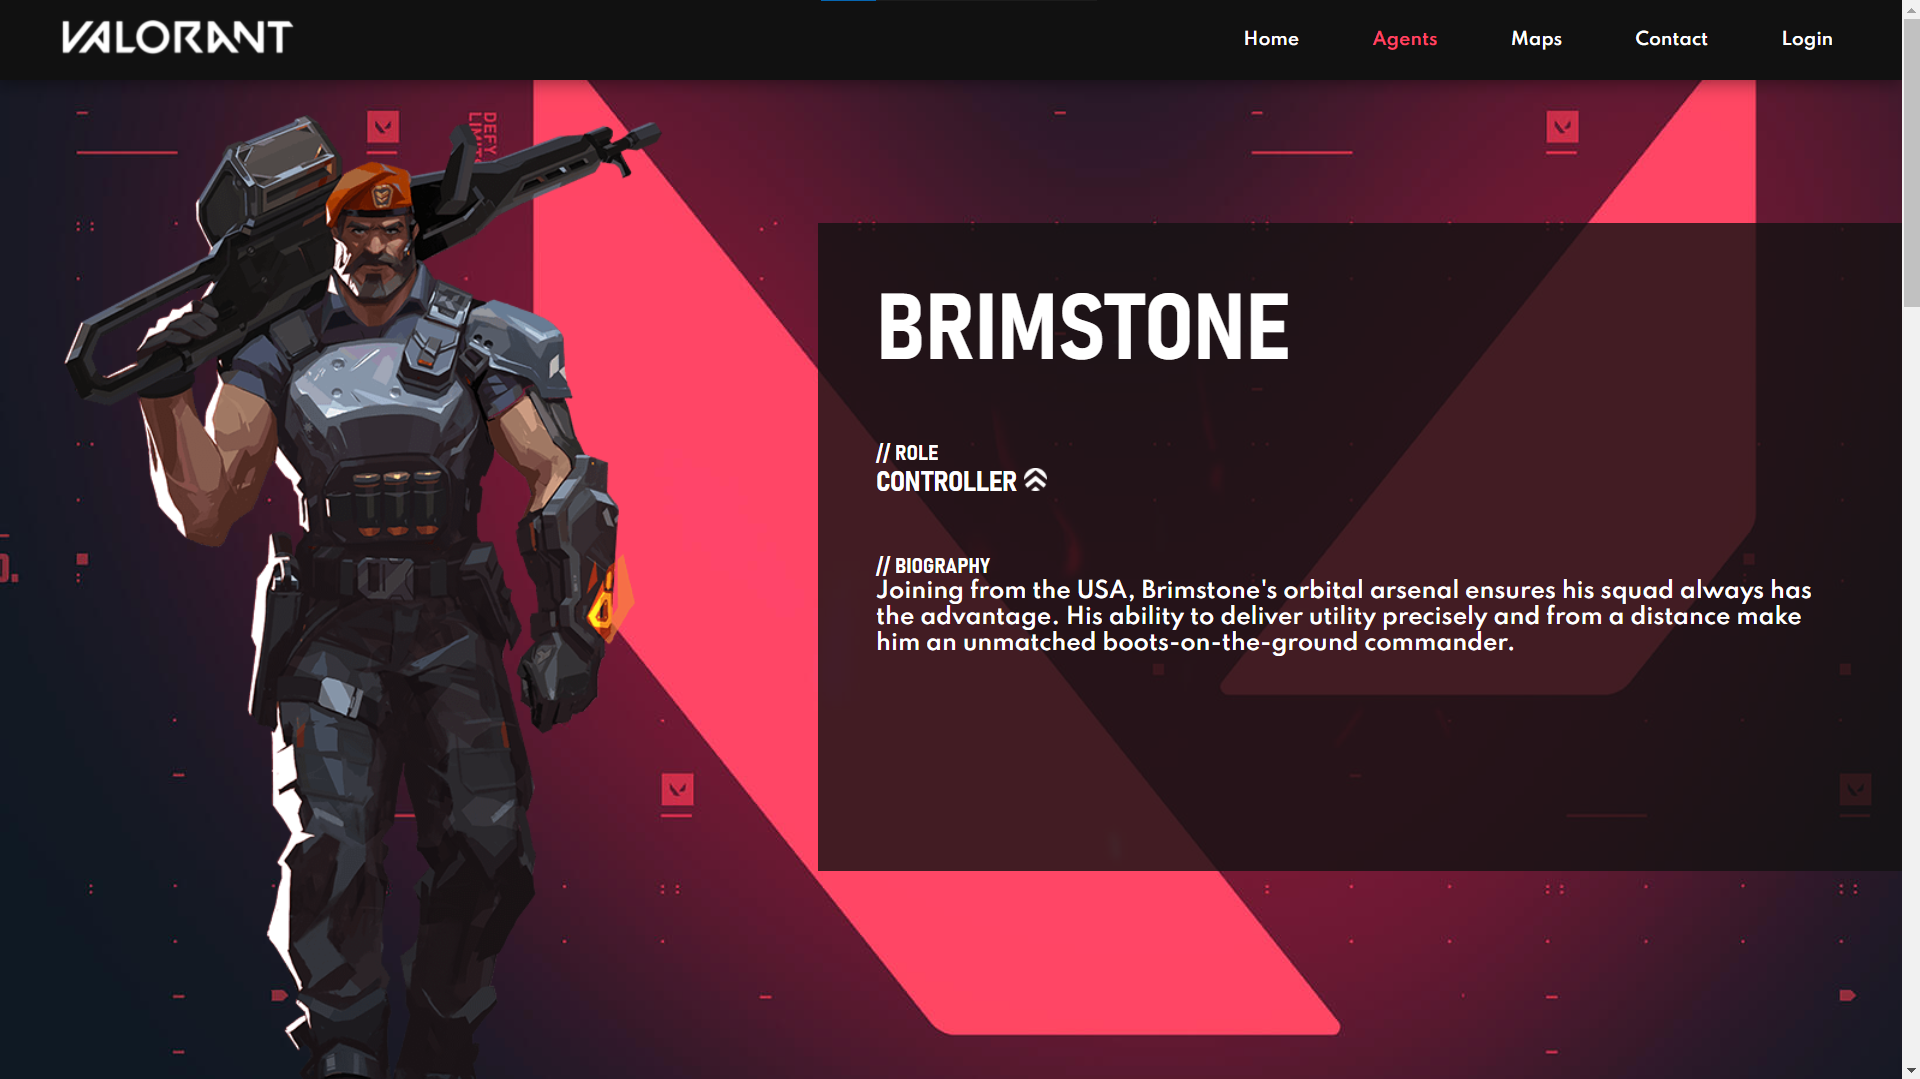 VALORANT
Home
Agents
Maps
Contact
Login
DEFY
BRIMSTONE
// ROLE
CONTROLLER
// BIOGRAPHY
Joining from the USA, Brimstone's orbital arsenal ensures his squad always has
the advantage. His ability to deliver utility precisely and from a distance make
him an unmatched boots-on-the-ground commander.